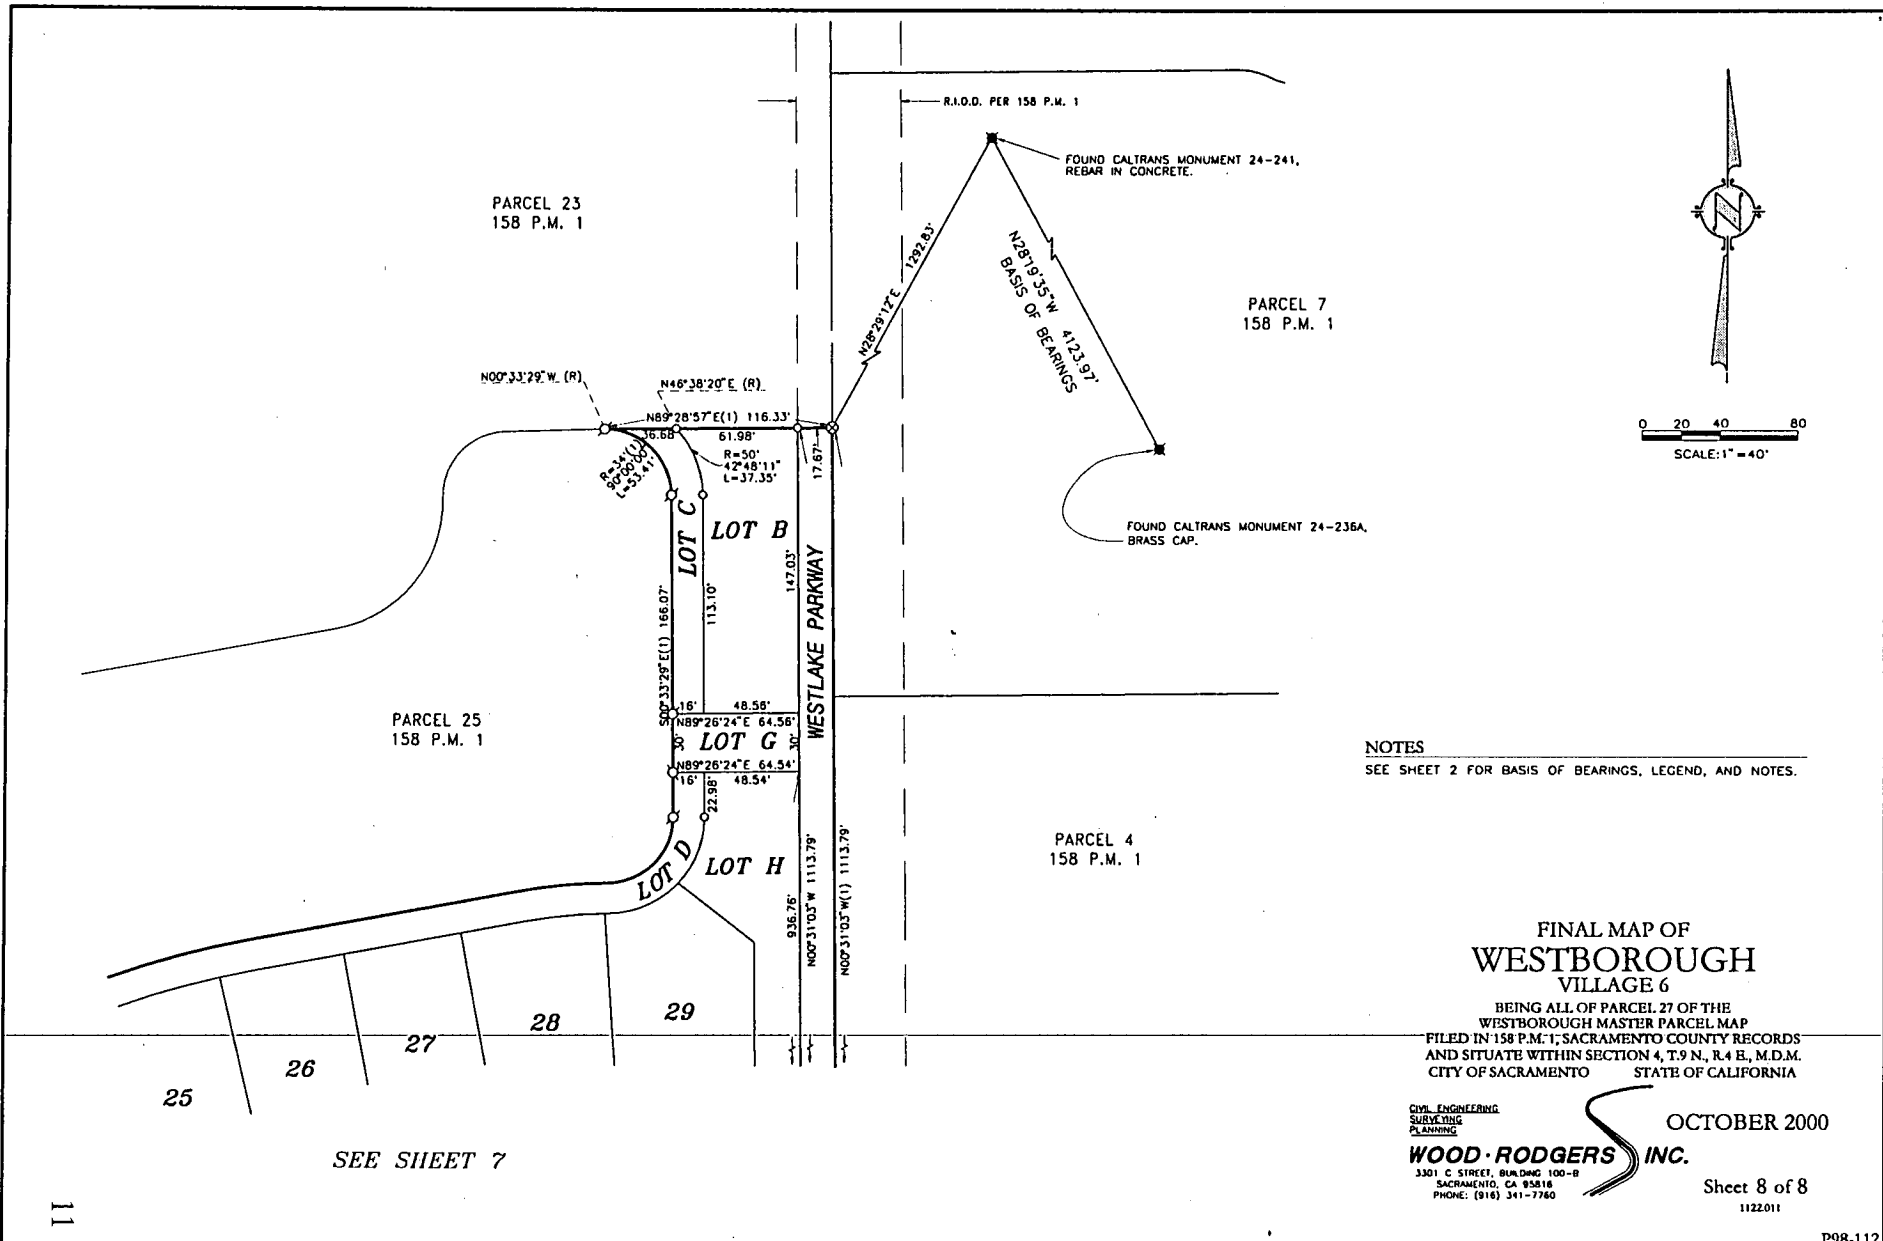 R.I.O.D. PER 158 P.M. 1
FOUND CALTRANS MONUMENT 24-241,
REBAR IN CONCRETE.
PARCEL 23
158 P.M. 1
N28°29'12"E 1292.83'
N28°19'35"W 4123.97'
BASIS OF BEARINGS
PARCEL 7
158 P.M. 1
N
N00°33'29"W (R)
N46°38'20"E (R)
N89°28'57"E(1) 116.33'
36.68'
61.98'
R=34'(1)
90°00'00"
L=53.41'
R=50'
42°48'11"
L=37.35'
17.67'
0 20 40 80
SCALE: 1"=40'
FOUND CALTRANS MONUMENT 24-236A,
BRASS CAP.
LOT C
LOT B
147.03'
WESTLAKE PARKWAY
S00°33'29"E(1) 166.07'
113.10'
PARCEL 25
158 P.M. 1
16' 48.56'
N89°26'24"E 64.56'
30'
LOT G
30'
N89°26'24"E 64.54'
16' 48.54'
22.98'
NOTES
SEE SHEET 2 FOR BASIS OF BEARINGS, LEGEND, AND NOTES.
PARCEL 4
158 P.M. 1
LOT D
LOT H
936.76'
N00°31'03"W 1113.79'
N00°31'03"W(1) 1113.79'
25
26
27
28
29
SEE SHEET 7
FINAL MAP OF
WESTBOROUGH
VILLAGE 6
BEING ALL OF PARCEL 27 OF THE
WESTBOROUGH MASTER PARCEL MAP
FILED IN 158 P.M. 1, SACRAMENTO COUNTY RECORDS
AND SITUATE WITHIN SECTION 4, T.9 N., R.4 E., M.D.M.
CITY OF SACRAMENTO STATE OF CALIFORNIA
CIVIL ENGINEERING
SURVEYING
PLANNING
OCTOBER 2000
WOOD·RODGERS INC.
3301 C STREET, BUILDING 100-B
SACRAMENTO, CA 95816
PHONE: (916) 341-7760
Sheet 8 of 8
1122.011
11
P98-112